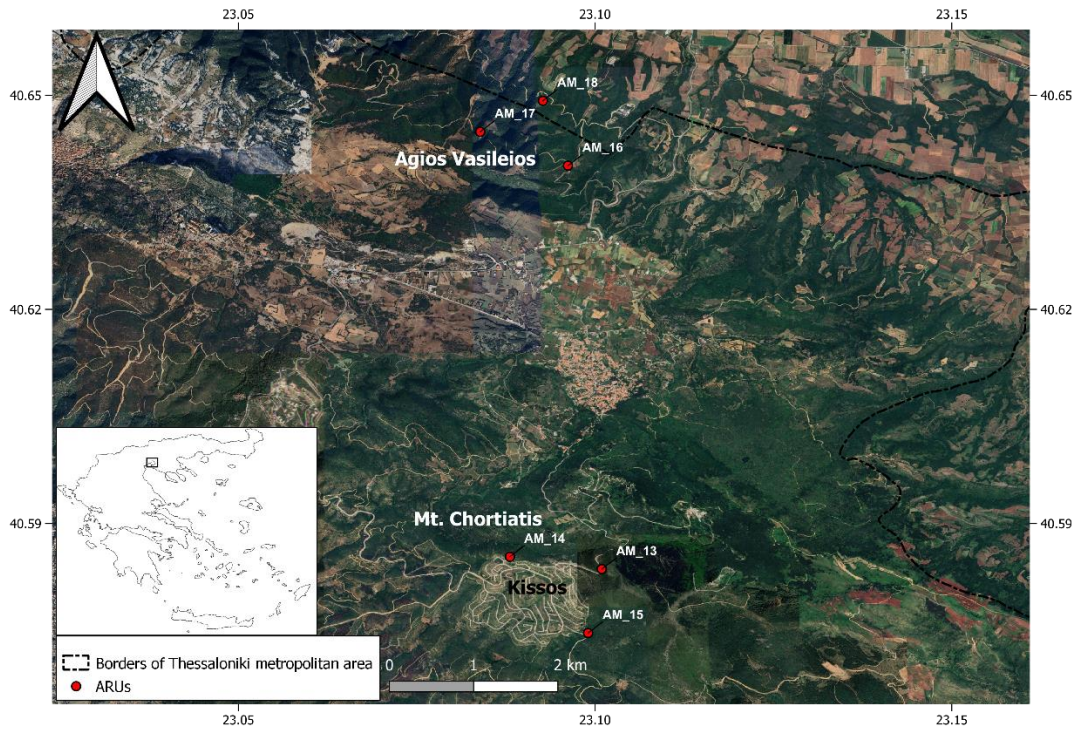 23.05 23.10 23.15
40.65 40.65
AM_18
AM_17
AM_16
Agios Vasileios
40.62 40.62
40.59 40.59
Mt. Chortiatis
AM_14
AM_13
Kissos
AM_15
Borders of Thessaloniki metropolitan area
ARUs
0 1 2 km
23.05 23.10 23.15